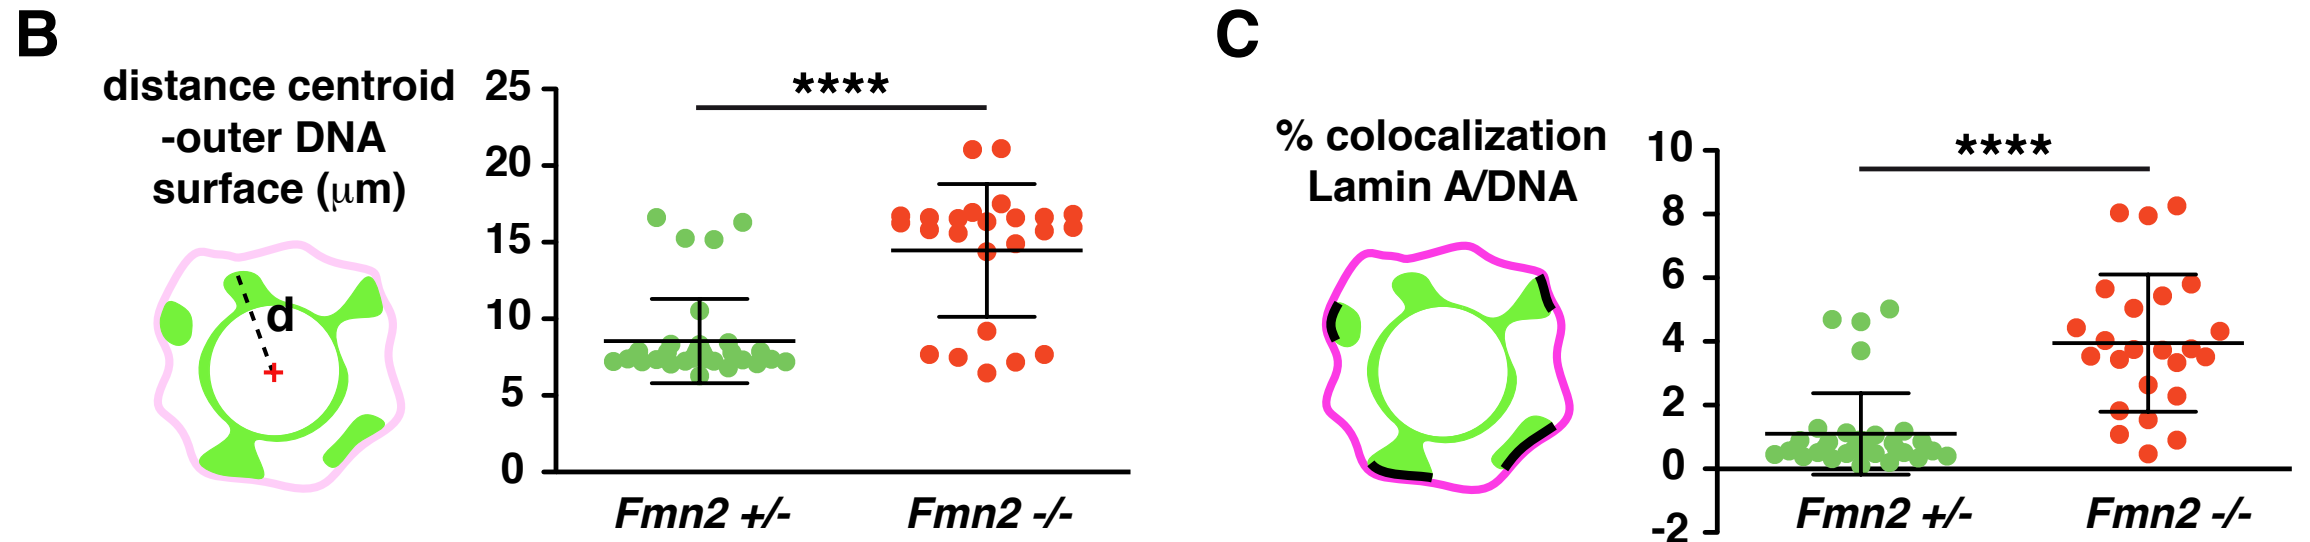 B
distance centroid
-outer DNA
surface (μm)
d
+
25
20
15
10
5
0
****
Fmn2 +/-
Fmn2 -/-
C
% colocalization
Lamin A/DNA
10
8
6
4
2
0
-2
****
Fmn2 +/-
Fmn2 -/-